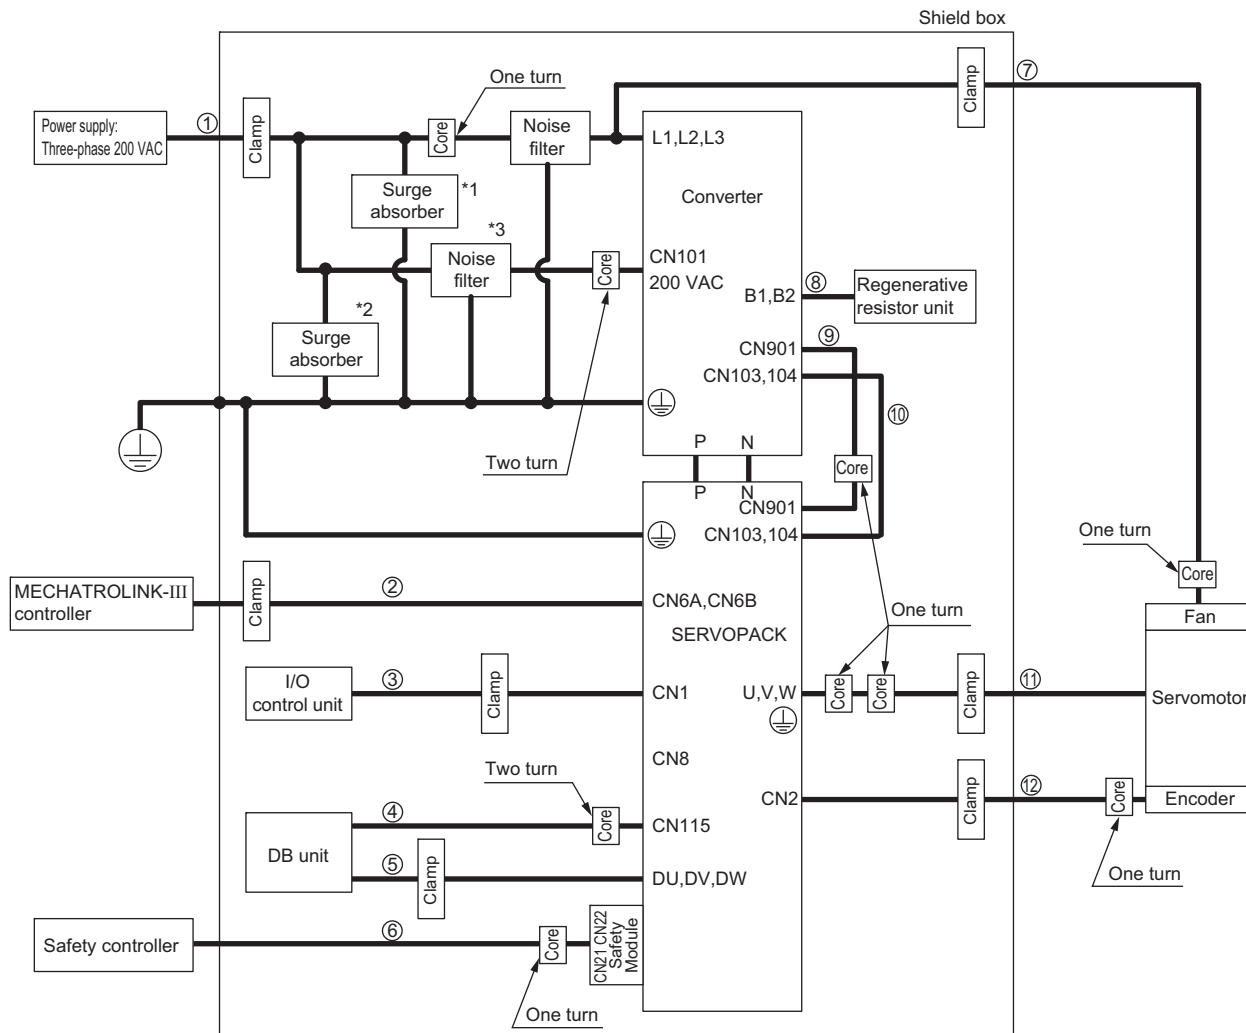 Shield box
One turn
⑦
Clamp
Power supply:
Three-phase 200 VAC
①
Clamp
Core
Noise
filter
L1,L2,L3
Surge
absorber
*1
Converter
*3
Noise
filter
Core
CN101
200 VAC
B1,B2
⑧
Regenerative
resistor unit
*2
Surge
absorber
CN901
⑨
CN103,104
⑩
Two turn
P
N
Core
P
N
CN901
CN103,104
One turn
Core
MECHATROLINK-III
controller
Clamp
②
CN6A,CN6B
SERVOPACK
One turn
Fan
I/O
control unit
③
Clamp
CN1
U,V,W
Core
Core
Clamp
⑪
Servomotor
CN8
Two turn
CN2
Clamp
⑫
Core
Encoder
DB unit
④
Core
CN115
⑤
Clamp
DU,DV,DW
One turn
Safety controller
⑥
Core
CN21 CN22
Safety
Module
One turn